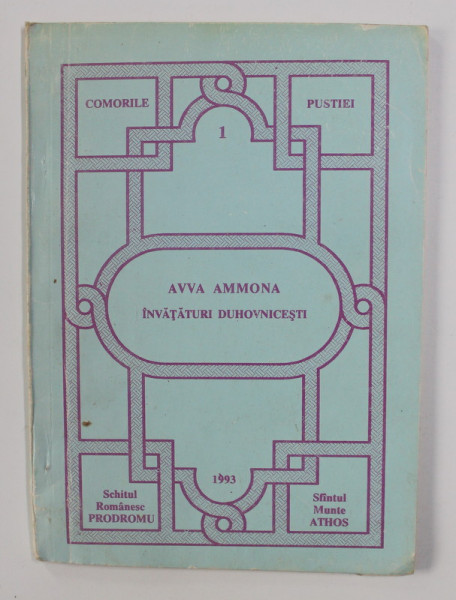 COMORILE
PUSTIEI
1
AVVA AMMONA
ÎNVĂŢĂTURI DUHOVNICEŞTI
1993
Schitul
Românesc
PRODROMU
Sfîntul
Munte
ATHOS